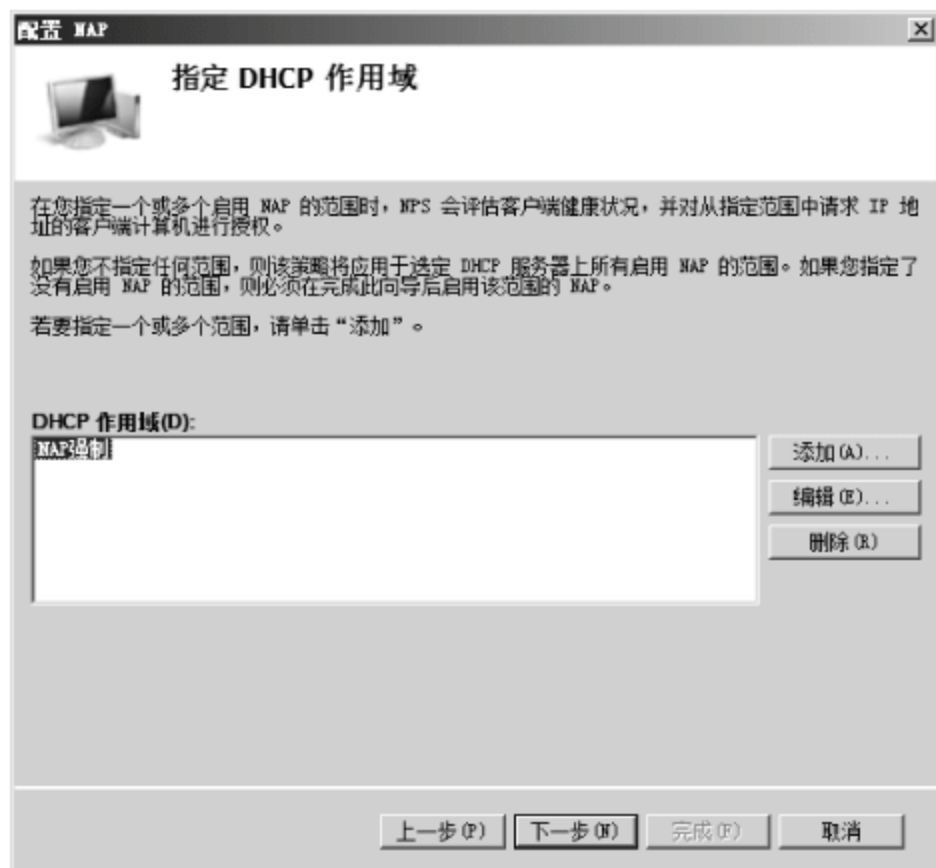 配置 NAP
指定 DHCP 作用域
在您指定一个或多个启用 NAP 的范围时，NPS 会评估客户端健康状况，并对从指定范围中请求 IP 地
址的客户端计算机进行授权。
如果您不指定任何范围，则该策略将应用于选定 DHCP 服务器上所有启用 NAP 的范围。如果您指定了
没有启用 NAP 的范围，则必须在完成此向导后启用该范围的 NAP。
若要指定一个或多个范围，请单击“添加”。
DHCP 作用域(D):
NAP强制
添加(A)...
编辑(E)...
删除(R)
上一步(P)
下一步(N)
完成(F)
取消